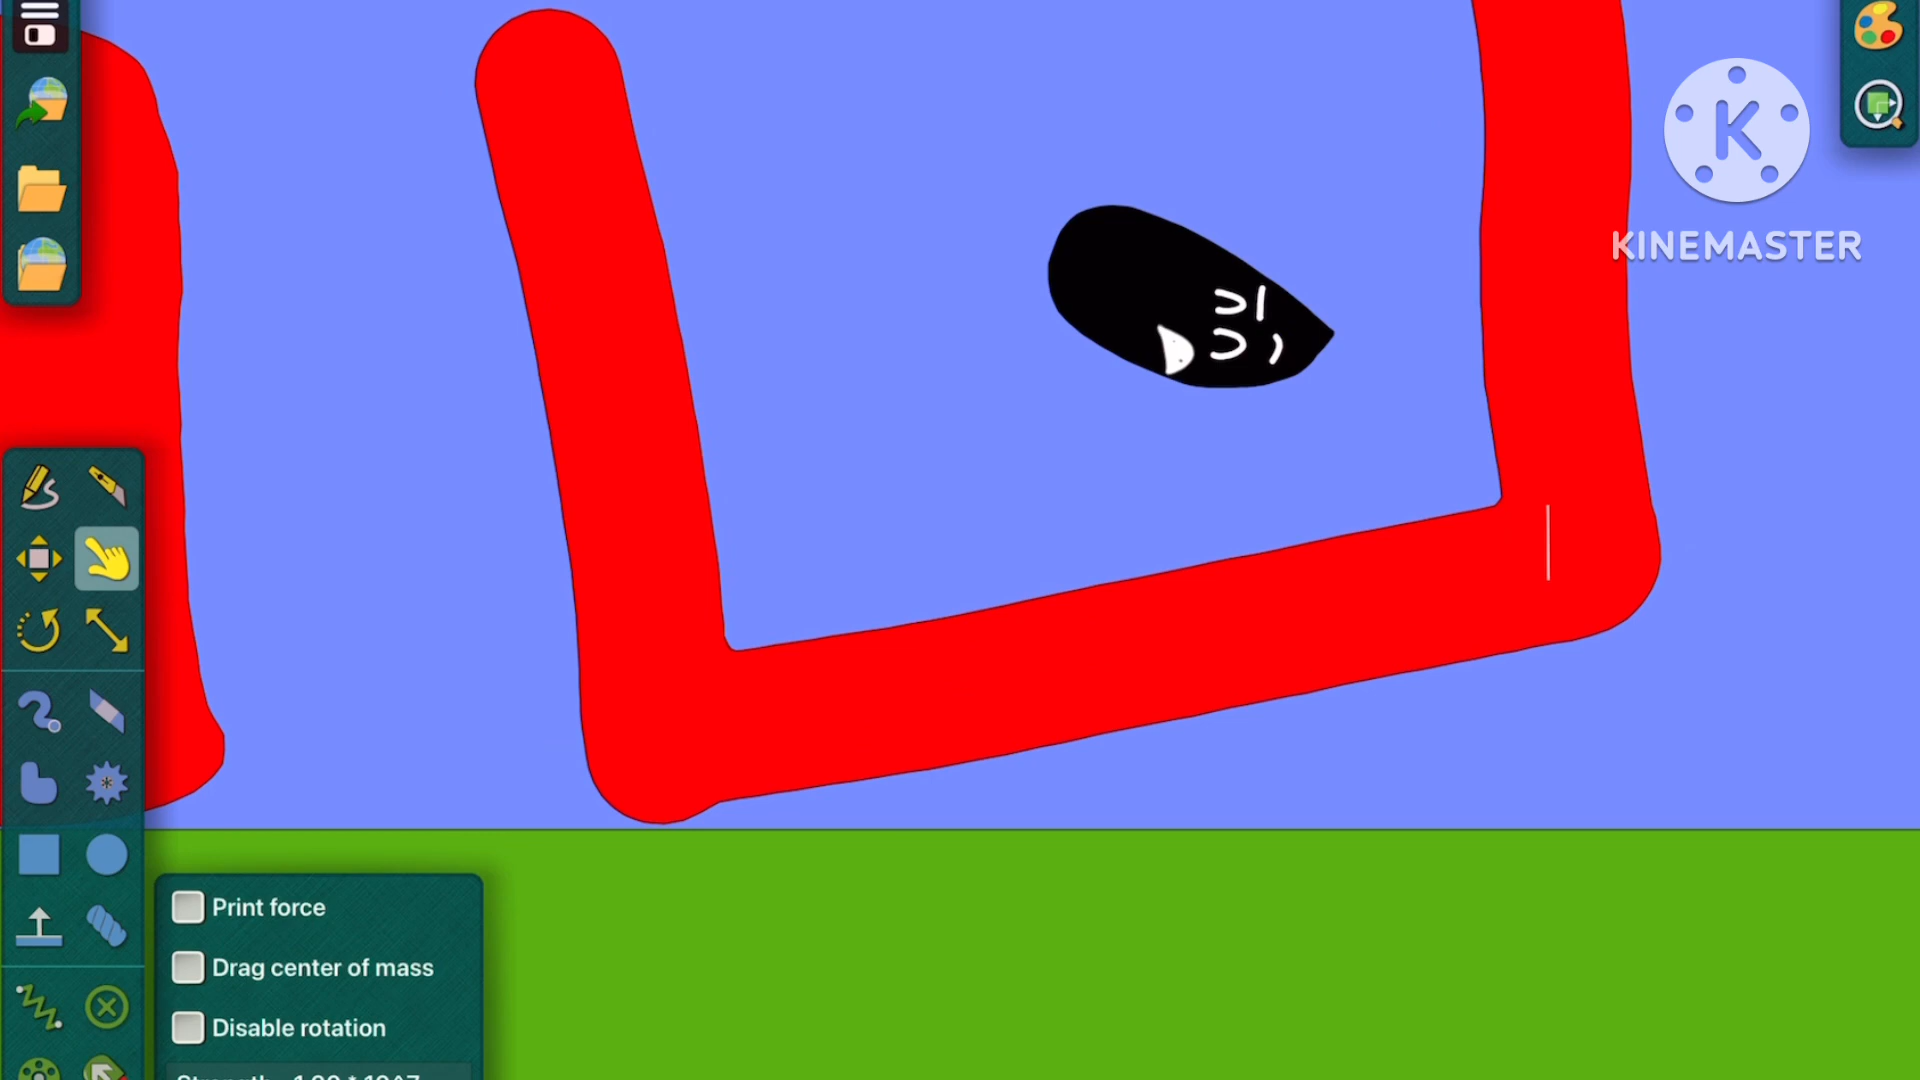 K
KINEMASTER
Print force
Drag center of mass
Disable rotation